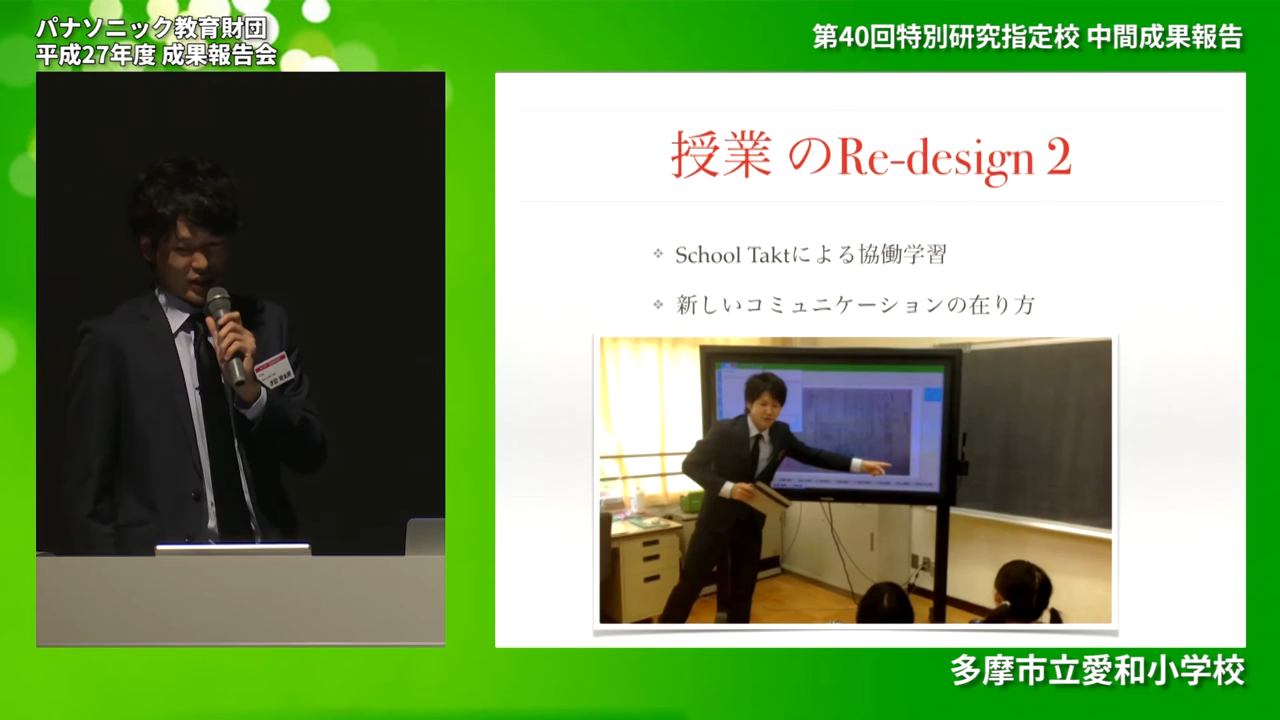 パナソニック教育財団
平成27年度 成果報告会
第40回特別研究指定校 中間成果報告
授業 のRe-design 2
School Taktによる協働学習
新しいコミュニケーションの在り方
多摩市立愛和小学校